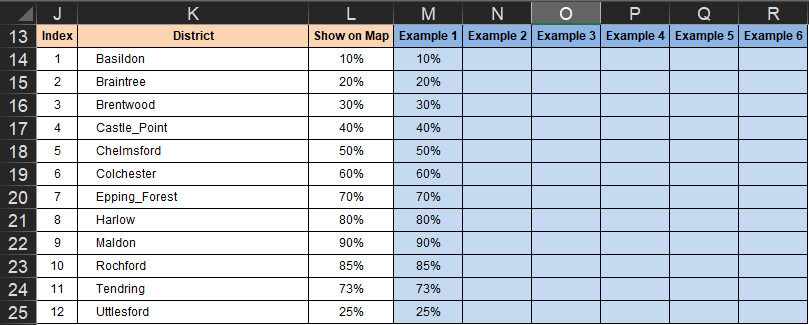 J K L M N O P Q R
13 Index District Show on Map Example 1 Example 2 Example 3 Example 4 Example 5 Example 6
14 1 Basildon 10% 10%
15 2 Braintree 20% 20%
16 3 Brentwood 30% 30%
17 4 Castle_Point 40% 40%
18 5 Chelmsford 50% 50%
19 6 Colchester 60% 60%
20 7 Epping_Forest 70% 70%
21 8 Harlow 80% 80%
22 9 Maldon 90% 90%
23 10 Rochford 85% 85%
24 11 Tendring 73% 73%
25 12 Uttlesford 25% 25%